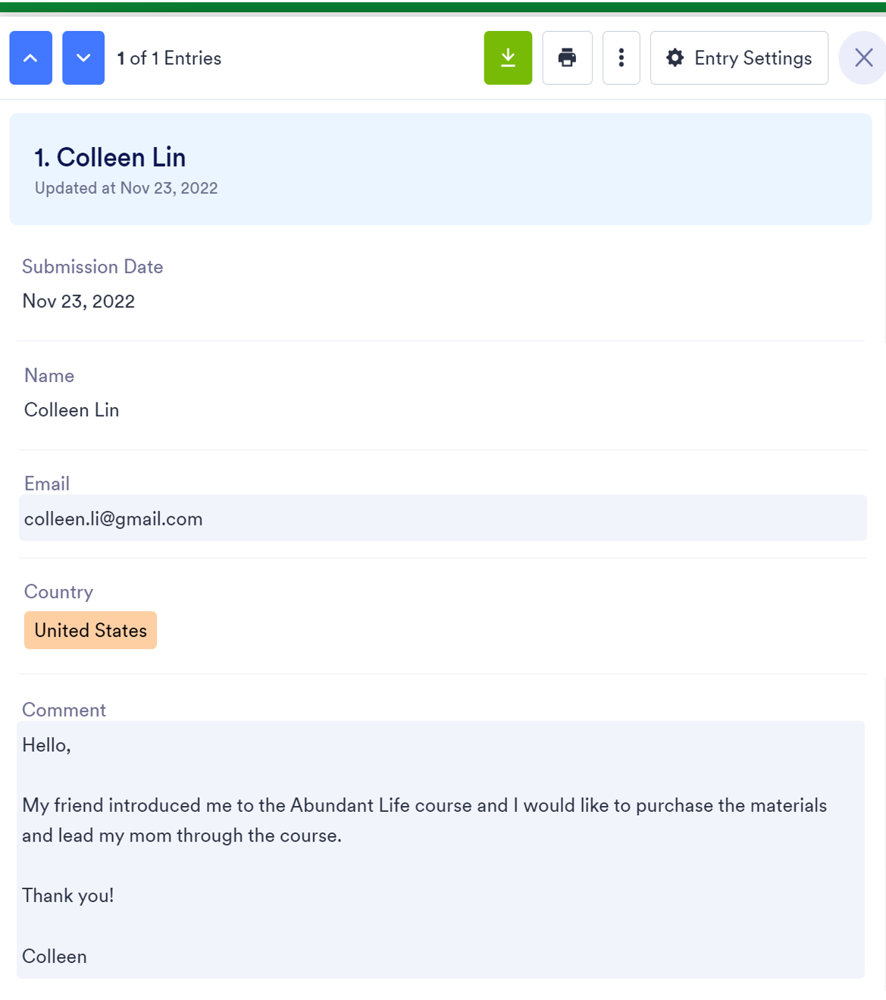 1 of 1 Entries
Entry Settings
1. Colleen Lin
Updated at Nov 23, 2022
Submission Date
Nov 23, 2022
Name
Colleen Lin
Email
colleen.li@gmail.com
Country
United States
Comment
Hello,
My friend introduced me to the Abundant Life course and I would like to purchase the materials
and lead my mom through the course.
Thank you!
Colleen